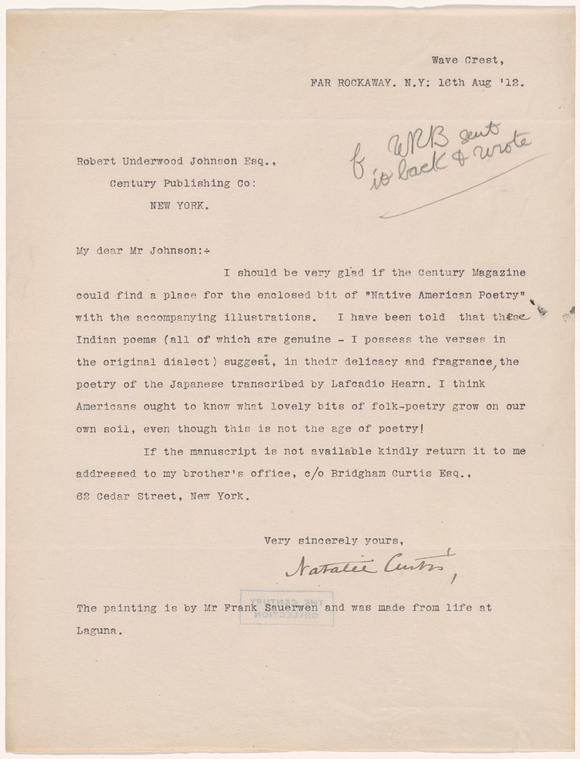 Wave Crest,
FAR ROCKAWAY. N.Y: 16th Aug '12.
WRB sent
it back & wrote
Robert Underwood Johnson Esq.,
Century Publishing Co:
NEW YORK.
My dear Mr Johnson:-
I should be very glad if the Century Magazine
could find a place for the enclosed bit of "Native American Poetry"
with the accompanying illustrations. I have been told that these
Indian poems (all of which are genuine - I possess the verses in
the original dialect) suggest, in their delicacy and fragrance, the
poetry of the Japanese transcribed by Lafcadio Hearn. I think
Americans ought to know what lovely bits of folk-poetry grow on our
own soil, even though this is not the age of poetry!
If the manuscript is not available kindly return it to me
addressed to my brother's office, c/o Bridgham Curtis Esq.,
62 Cedar Street, New York.
Very sincerely yours,
Natalie Curtis,
THE CENTURY
COLLECTION
The painting is by Mr Frank Sauerwen and was made from life at
Laguna.